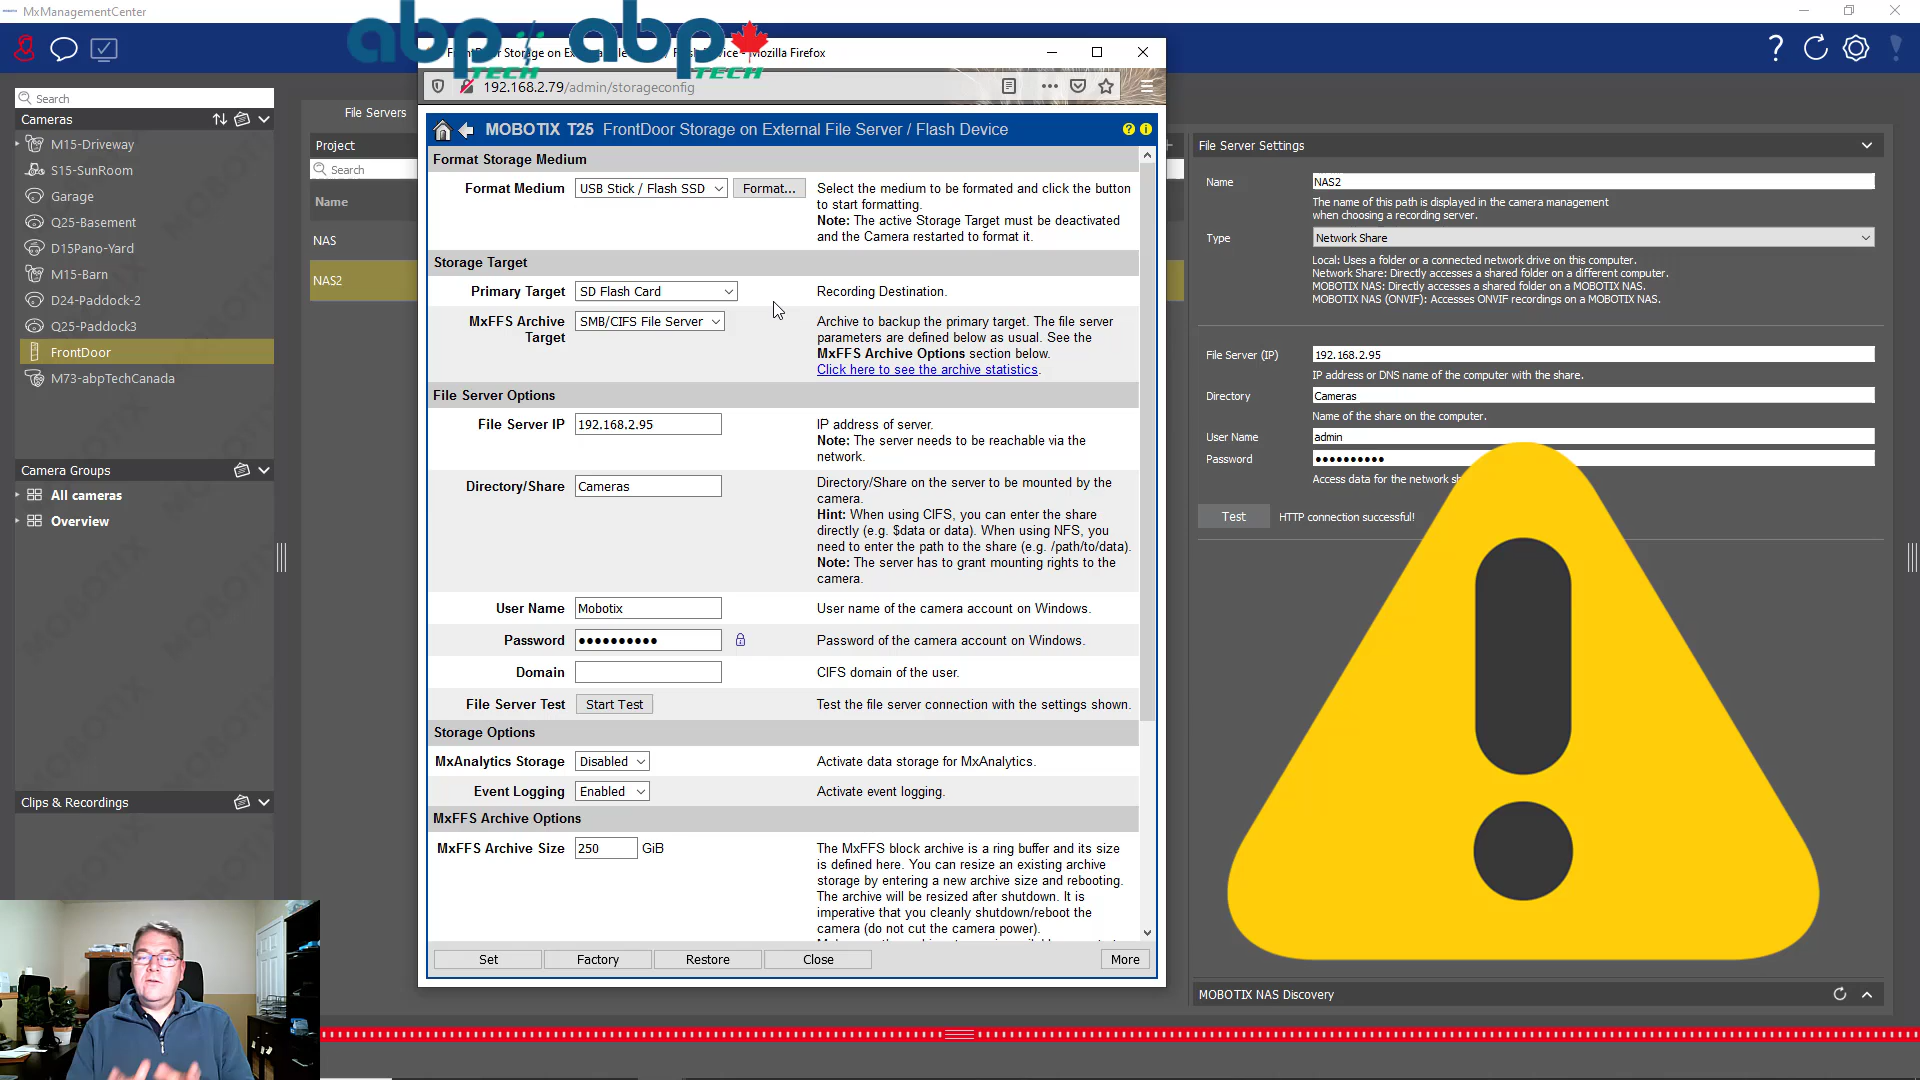 MxManagementCenter
abp
TECH
abp
TECH
FrontDoor Storage on Ex
Mozilla Firefox
192.168.2.79/admin/storageconfig
Search
Cameras
M15-Driveway
S15-SunRoom
Garage
Q25-Basement
D15Pano-Yard
M15-Barn
D24-Paddock-2
Q25-Paddock3
FrontDoor
M73-abpTechCanada
Camera Groups
All cameras
Overview
Clips & Recordings
File Servers
Project
Search
Name
NAS
NAS2
MOBOTIX T25 FrontDoor Storage on External File Server / Flash Device
Format Storage Medium
Format Medium USB Stick / Flash SSD Format... Select the medium to be formated and click the button
to start formatting.
Note: The active Storage Target must be deactivated
and the Camera restarted to format it.
Storage Target
Primary Target SD Flash Card Recording Destination.
MxFFS Archive SMB/CIFS File Server Archive to backup the primary target. The file server
Target parameters are defined below as usual. See the
MxFFS Archive Options section below.
Click here to see the archive statistics.
File Server Options
File Server IP 192.168.2.95 IP address of server.
Note: The server needs to be reachable via the
network.
Directory/Share Cameras Directory/Share on the server to be mounted by the
camera.
Hint: When using CIFS, you can enter the share
directly (e.g. $data or data). When using NFS, you
need to enter the path to the share (e.g. /path/to/data).
Note: The server has to grant mounting rights to the
camera.
User Name Mobotix User name of the camera account on Windows.
Password ●●●●●●●●●● Password of the camera account on Windows.
Domain CIFS domain of the user.
File Server Test Start Test Test the file server connection with the settings shown.
Storage Options
MxAnalytics Storage Disabled Activate data storage for MxAnalytics.
Event Logging Enabled Activate event logging.
MxFFS Archive Options
MxFFS Archive Size 250 GiB The MxFFS block archive is a ring buffer and its size
is defined here. You can resize an existing archive
storage by entering a new archive size and rebooting.
The archive will be resized after shutdown. It is
imperative that you cleanly shutdown/reboot the
camera (do not cut the camera power).
Set Factory Restore Close More
File Server Settings
Name NAS2
The name of this path is displayed in the camera management
when choosing a recording server.
Type Network Share
Local: Uses a folder or a connected network drive on this computer.
Network Share: Directly accesses a shared folder on a different computer.
MOBOTIX NAS: Directly accesses a shared folder on a MOBOTIX NAS.
MOBOTIX NAS (ONVIF): Accesses ONVIF recordings on a MOBOTIX NAS.
File Server (IP) 192.168.2.95
IP address or DNS name of the computer with the share.
Directory Cameras
Name of the share on the computer.
User Name admin
Password ●●●●●●●●●●
Access data for the network sh
Test HTTP connection successful!
MOBOTIX NAS Discovery